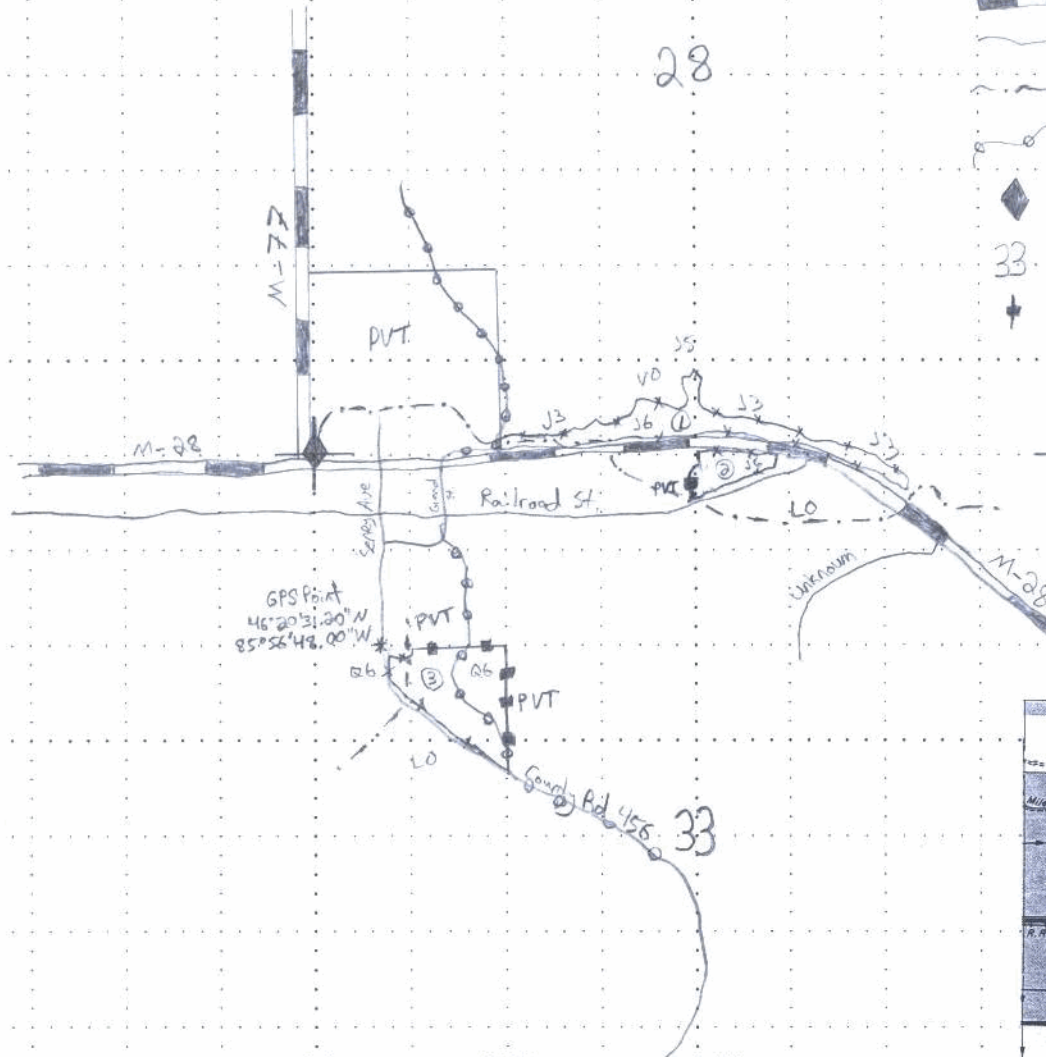 28
M-77
33
PVT
J5
VO
J3
J6
1
J3
J3
M-28
2
J6
PVT
Railroad St.
Seney Ave
Grand St.
LO
Unknown
M-28
GPS Point
46°20'31.20"N
85°56'48.00"W
PVT
Q6
3
Q6
PVT
LO
County Rd 456
33